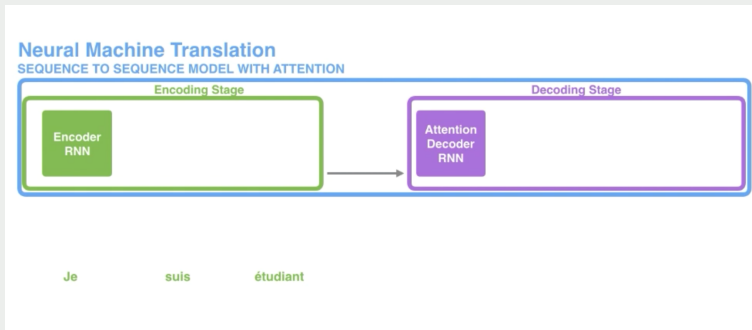 Neural Machine Translation
SEQUENCE TO SEQUENCE MODEL WITH ATTENTION
Encoding Stage
Decoding Stage
Encoder
RNN
Attention
Decoder
RNN
Je suis étudiant